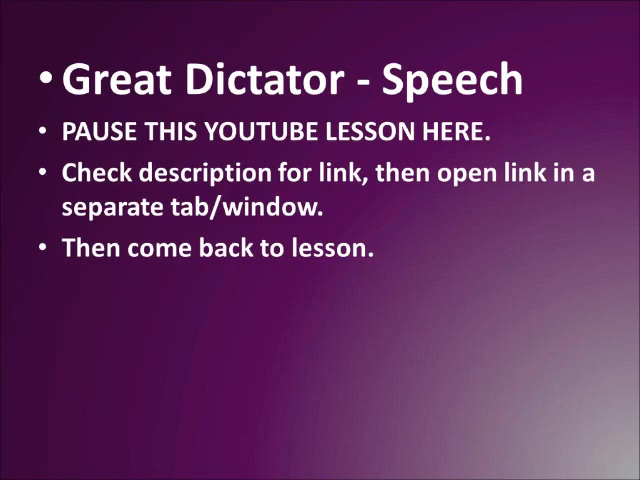 • Great Dictator - Speech
• PAUSE THIS YOUTUBE LESSON HERE.
• Check description for link, then open link in a
separate tab/window.
• Then come back to lesson.